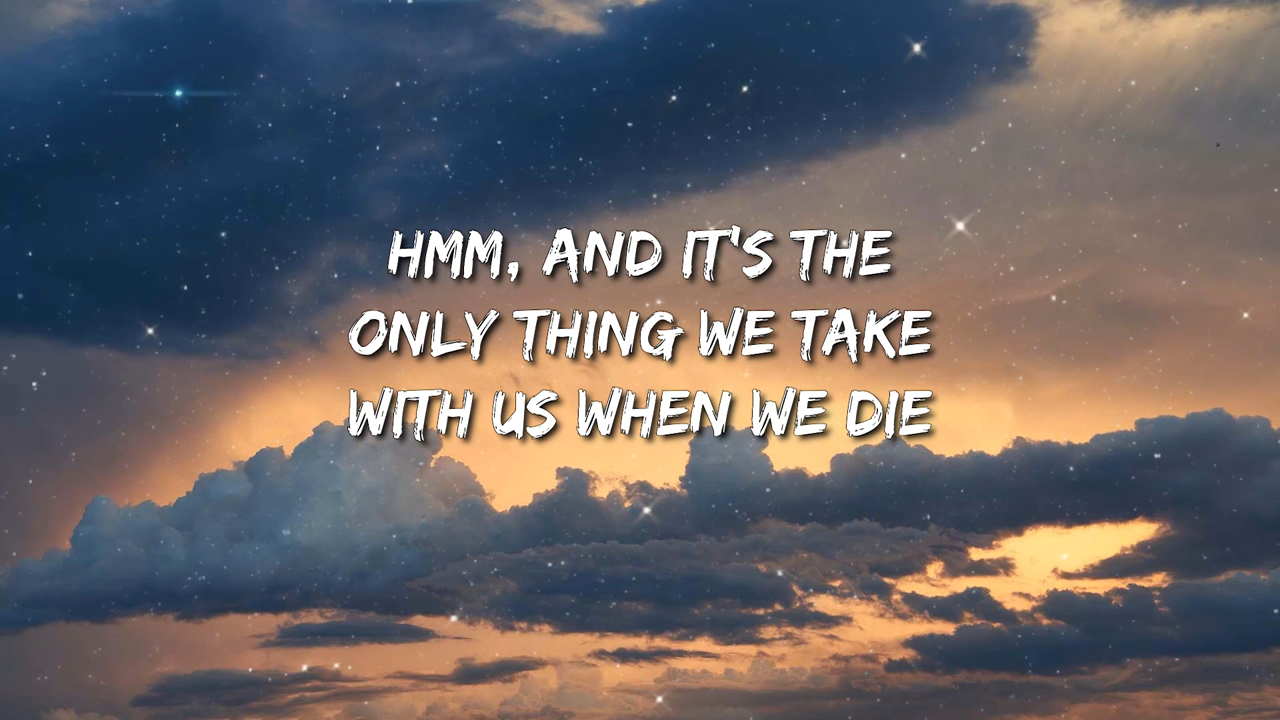 HMM, AND IT'S THE
ONLY THING WE TAKE
WITH US WHEN WE DIE